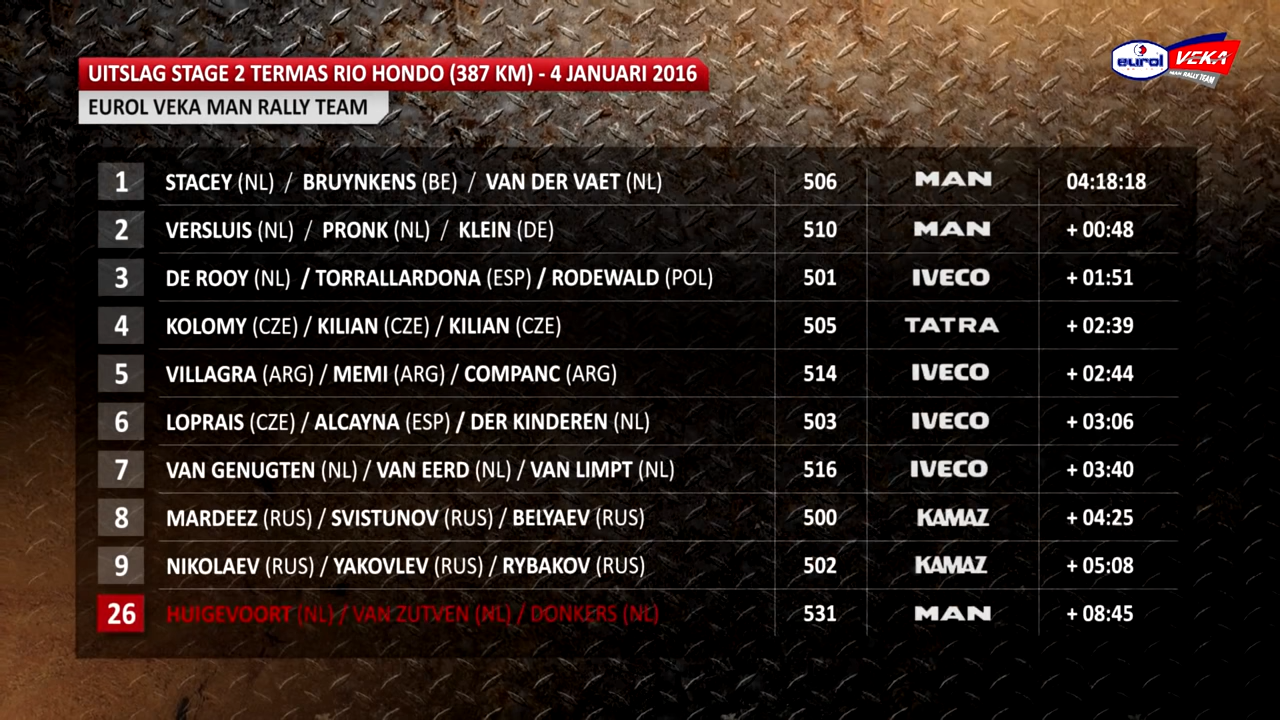 UITSLAG STAGE 2 TERMAS RIO HONDO (387 KM) - 4 JANUARI 2016
EUROL VEKA MAN RALLY TEAM
eurol VEKA
MAN RALLY TEAM
1 STACEY (NL) / BRUYNKENS (BE) / VAN DER VAET (NL) 506 MAN 04:18:18
2 VERSLUIS (NL) / PRONK (NL) / KLEIN (DE) 510 MAN + 00:48
3 DE ROOY (NL) / TORRALLARDONA (ESP) / RODEWALD (POL) 501 IVECO + 01:51
4 KOLOMY (CZE) / KILIAN (CZE) / KILIAN (CZE) 505 TATRA + 02:39
5 VILLAGRA (ARG) / MEMI (ARG) / COMPANC (ARG) 514 IVECO + 02:44
6 LOPRAIS (CZE) / ALCAYNA (ESP) / DER KINDEREN (NL) 503 IVECO + 03:06
7 VAN GENUGTEN (NL) / VAN EERD (NL) / VAN LIMPT (NL) 516 IVECO + 03:40
8 MARDEEZ (RUS) / SVISTUNOV (RUS) / BELYAEV (RUS) 500 KAMAZ + 04:25
9 NIKOLAEV (RUS) / YAKOVLEV (RUS) / RYBAKOV (RUS) 502 KAMAZ + 05:08
26 HUIGEVOORT (NL) / VAN ZUTVEN (NL) / DONKERS (NL) 531 MAN + 08:45